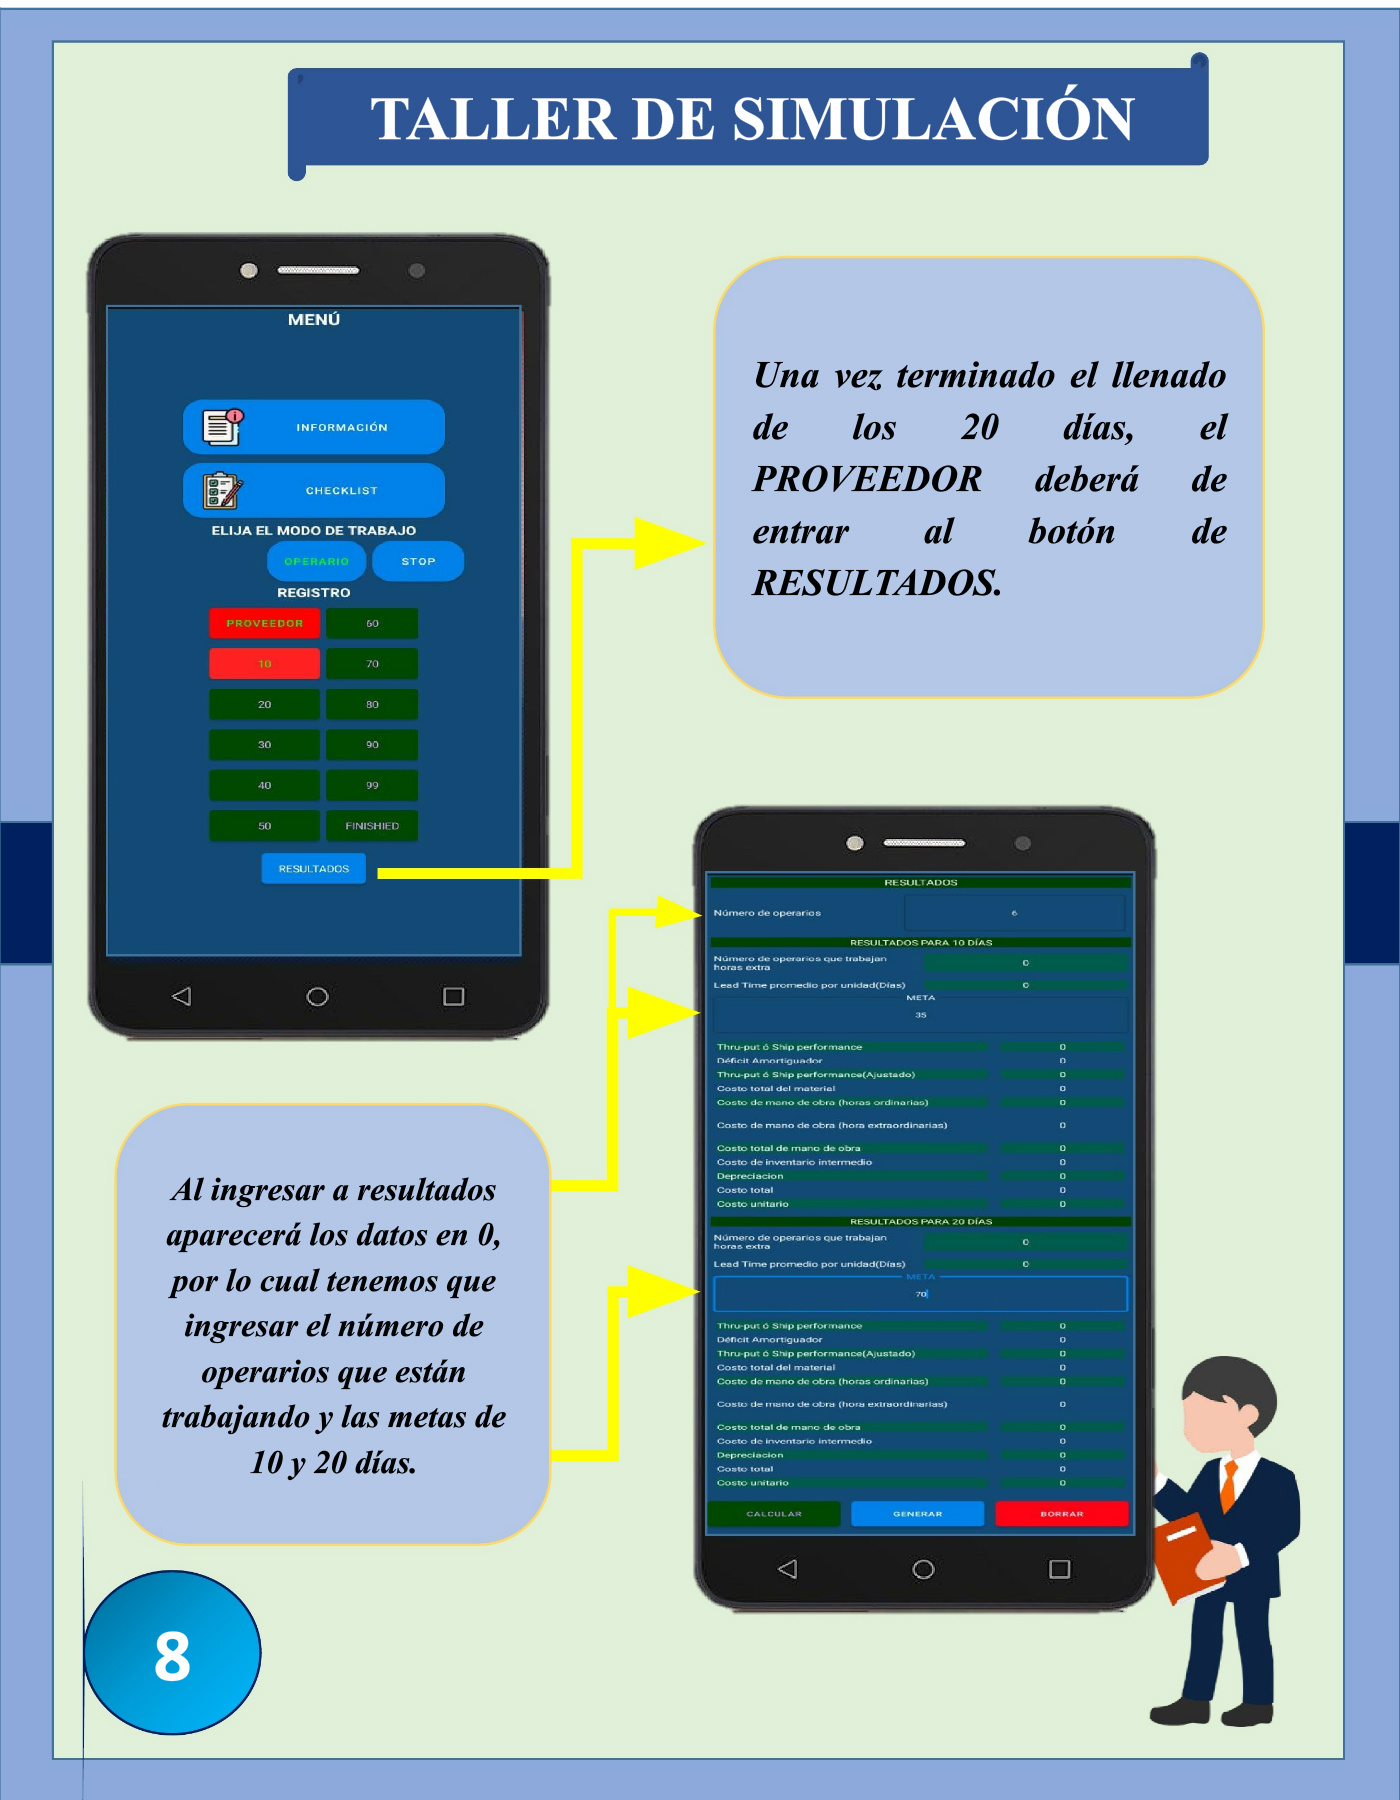 TALLER DE SIMULACIÓN
MENÚ
INFORMACIÓN
CHECKLIST
ELIJA EL MODO DE TRABAJO
OPERARIO STOP
REGISTRO
PROVEEDOR 60
10 70
20 80
30 90
40 99
50 FINISHIED
RESULTADOS
Una vez terminado el llenado
de los 20 días, el
PROVEEDOR deberá de
entrar al botón de
RESULTADOS.
RESULTADOS
Número de operarios 6
RESULTADOS PARA 10 DÍAS
Número de operarios que trabajan
horas extra 0
Lead Time promedio por unidad(Días) 0
META
35
Thru-put ó Ship performance 0
Déficit Amortiguador 0
Thru-put ó Ship performance(Ajustado) 0
Costo total del material 0
Costo de mano de obra (horas ordinarias) 0
Costo de mano de obra (hora extraordinarias) 0
Costo total de mano de obra 0
Costo de inventario intermedio 0
Depreciacion 0
Costo total 0
Costo unitario 0
RESULTADOS PARA 20 DÍAS
Número de operarios que trabajan
horas extra 0
Lead Time promedio por unidad(Días) 0
META
70
Thru-put ó Ship performance 0
Déficit Amortiguador 0
Thru-put ó Ship performance(Ajustado) 0
Costo total del material 0
Costo de mano de obra (horas ordinarias) 0
Costo de mano de obra (hora extraordinarias) 0
Costo total de mano de obra 0
Costo de inventario intermedio 0
Depreciacion 0
Costo total 0
Costo unitario 0
CALCULAR GENERAR BORRAR
Al ingresar a resultados
aparecerá los datos en 0,
por lo cual tenemos que
ingresar el número de
operarios que están
trabajando y las metas de
10 y 20 días.
8